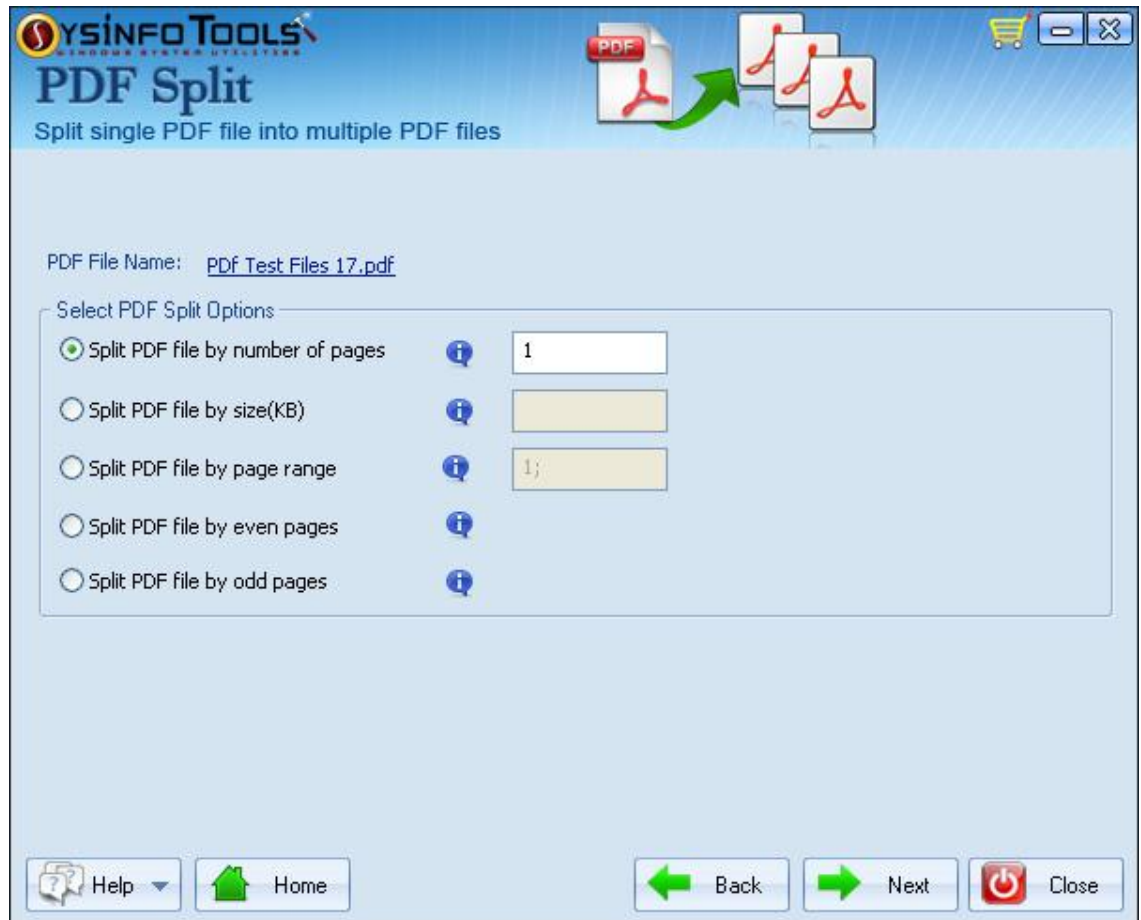 SYSINFO TOOLS
WINDOWS SYSTEM UTILITIES
PDF Split
Split single PDF file into multiple PDF files
PDF
PDF File Name: PDf Test Files 17.pdf
Select PDF Split Options
Split PDF file by number of pages 1
Split PDF file by size(KB)
Split PDF file by page range 1;
Split PDF file by even pages
Split PDF file by odd pages
Help Home Back Next Close